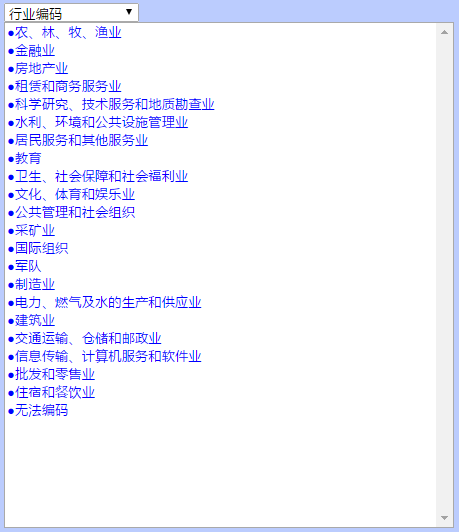 行业编码
●农、林、牧、渔业
●金融业
●房地产业
●租赁和商务服务业
●科学研究、技术服务和地质勘查业
●水利、环境和公共设施管理业
●居民服务和其他服务业
●教育
●卫生、社会保障和社会福利业
●文化、体育和娱乐业
●公共管理和社会组织
●采矿业
●国际组织
●军队
●制造业
●电力、燃气及水的生产和供应业
●建筑业
●交通运输、仓储和邮政业
●信息传输、计算机服务和软件业
●批发和零售业
●住宿和餐饮业
●无法编码